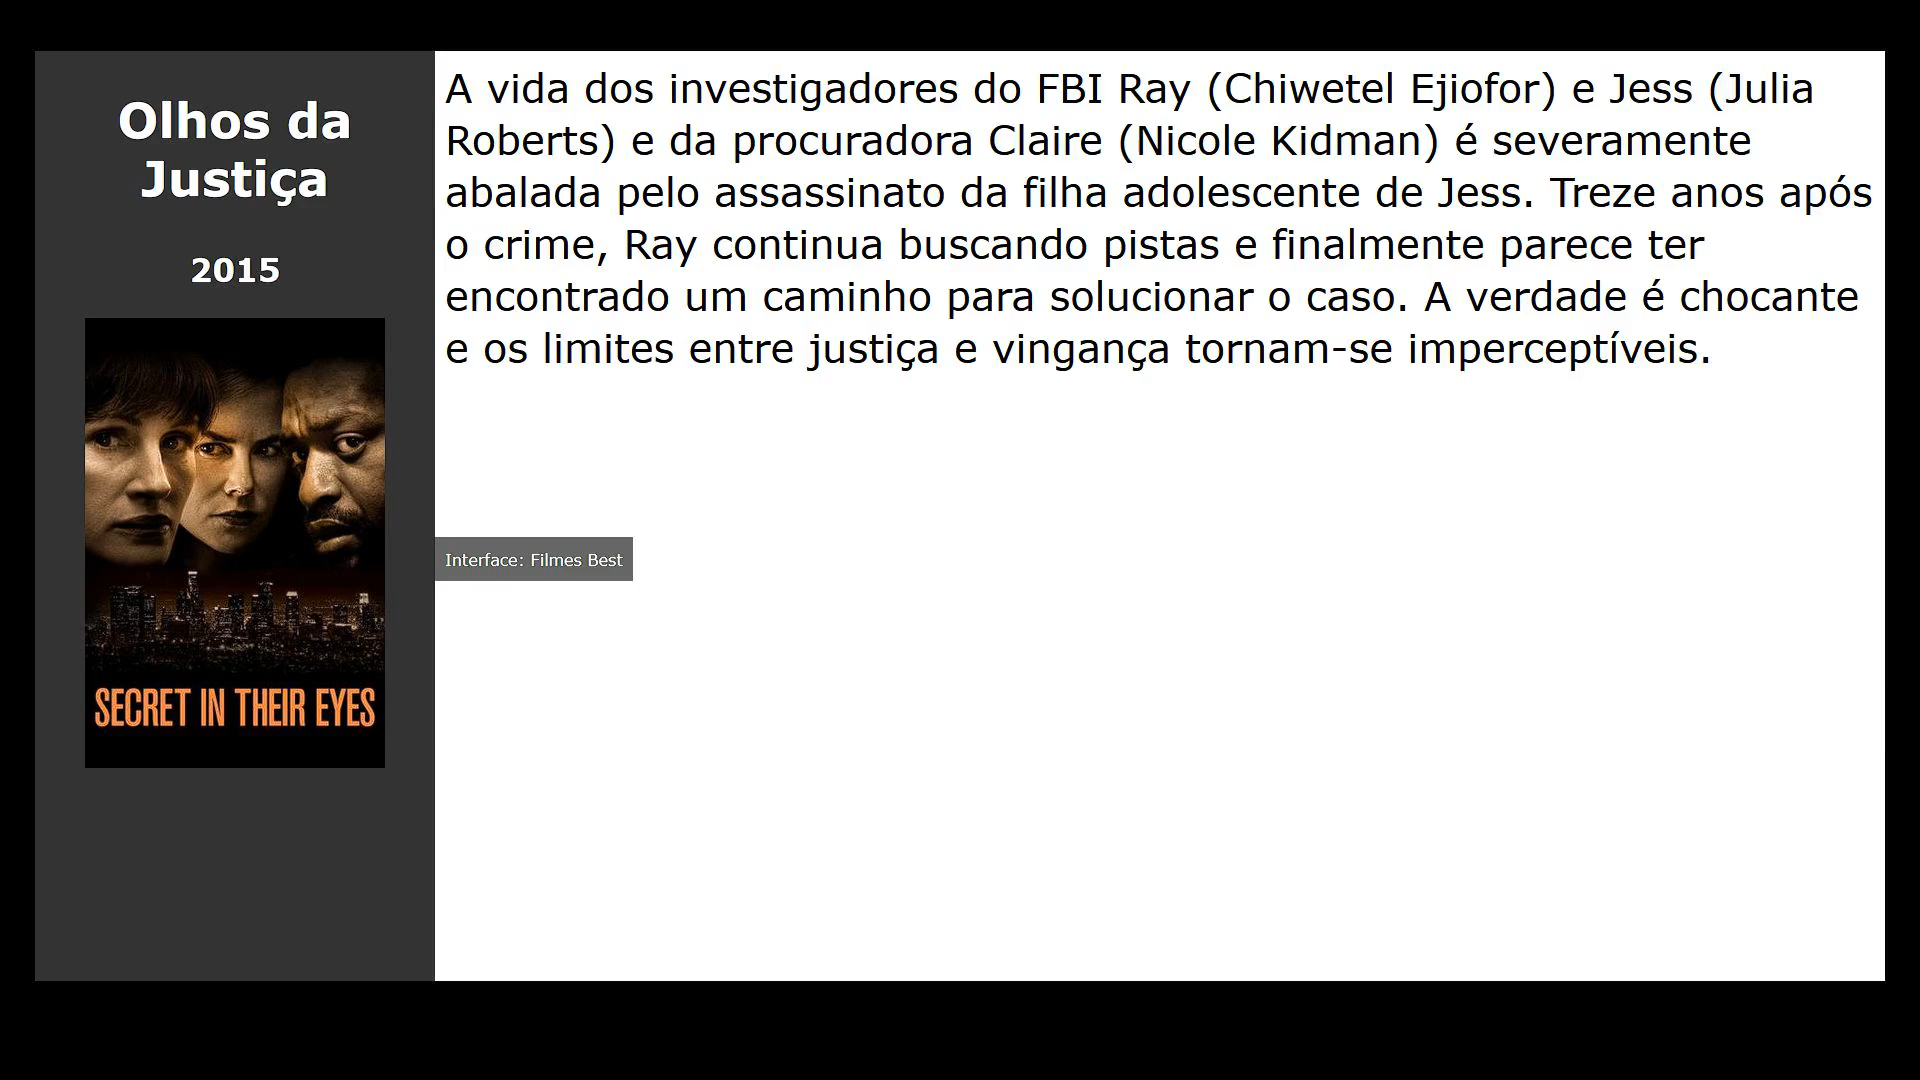 Olhos da
Justiça
2015
SECRET IN THEIR EYES
A vida dos investigadores do FBI Ray (Chiwetel Ejiofor) e Jess (Julia
Roberts) e da procuradora Claire (Nicole Kidman) é severamente
abalada pelo assassinato da filha adolescente de Jess. Treze anos após
o crime, Ray continua buscando pistas e finalmente parece ter
encontrado um caminho para solucionar o caso. A verdade é chocante
e os limites entre justiça e vingança tornam-se imperceptíveis.
Interface: Filmes Best